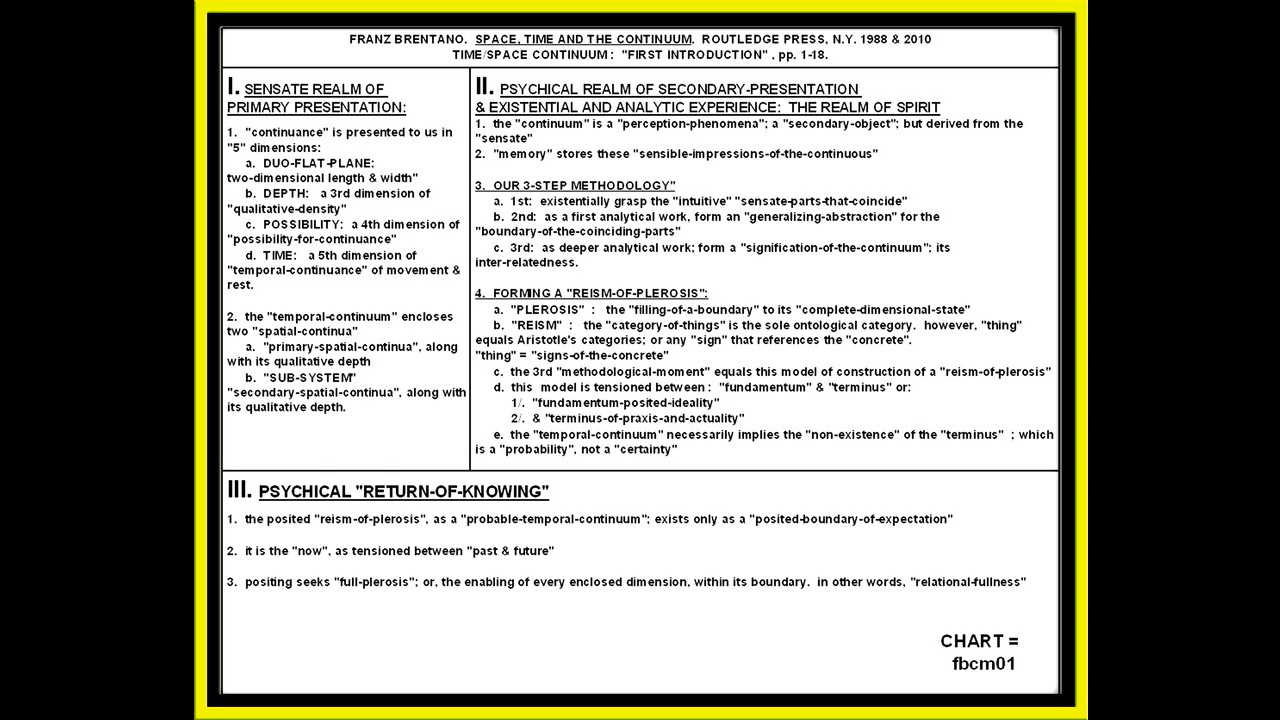 FRANZ BRENTANO. SPACE, TIME AND THE CONTINUUM. ROUTLEDGE PRESS, N.Y. 1988 & 2010
TIME/SPACE CONTINUUM : "FIRST INTRODUCTION" , pp. 1-18.
I. SENSATE REALM OF
PRIMARY PRESENTATION:
1. "continuance" is presented to us in
"5" dimensions:
a. DUO-FLAT-PLANE:
two-dimensional length & width"
b. DEPTH: a 3rd dimension of
"qualitative-density"
c. POSSIBILITY: a 4th dimension of
"possibility-for-continuance"
d. TIME: a 5th dimension of
"temporal-continuance" of movement &
rest.
2. the "temporal-continuum" encloses
two "spatial-continua"
a. "primary-spatial-continua", along
with its qualitative depth
b. "SUB-SYSTEM"
"secondary-spatial-continua", along with
its qualitative depth.
II. PSYCHICAL REALM OF SECONDARY-PRESENTATION
& EXISTENTIAL AND ANALYTIC EXPERIENCE: THE REALM OF SPIRIT
1. the "continuum" is a "perception-phenomena"; a "secondary-object"; but derived from the
"sensate"
2. "memory" stores these "sensible-impressions-of-the-continuous"
3. OUR 3-STEP METHODOLOGY"
a. 1st: existentially grasp the "intuitive" "sensate-parts-that-coincide"
b. 2nd: as a first analytical work, form an "generalizing-abstraction" for the
"boundary-of-the-coinciding-parts"
c. 3rd: as deeper analytical work; form a "signification-of-the-continuum"; its
inter-relatedness.
4. FORMING A "REISM-OF-PLEROSIS":
a. "PLEROSIS" : the "filling-of-a-boundary" to its "complete-dimensional-state"
b. "REISM" : the "category-of-things" is the sole ontological category. however, "thing"
equals Aristotle's categories; or any "sign" that references the "concrete".
"thing" = "signs-of-the-concrete"
c. the 3rd "methodological-moment" equals this model of construction of a "reism-of-plerosis"
d. this model is tensioned between : "fundamentum" & "terminus" or:
1/. "fundamentum-posited-ideality"
2/. & "terminus-of-praxis-and-actuality"
e. the "temporal-continuum" necessarily implies the "non-existence" of the "terminus" ; which
is a "probability", not a "certainty"
III. PSYCHICAL "RETURN-OF-KNOWING"
1. the posited "reism-of-plerosis", as a "probable-temporal-continuum"; exists only as a "posited-boundary-of-expectation"
2. it is the "now", as tensioned between "past & future"
3. positing seeks "full-plerosis"; or, the enabling of every enclosed dimension, within its boundary. in other words, "relational-fullness"
CHART =
fbcm01